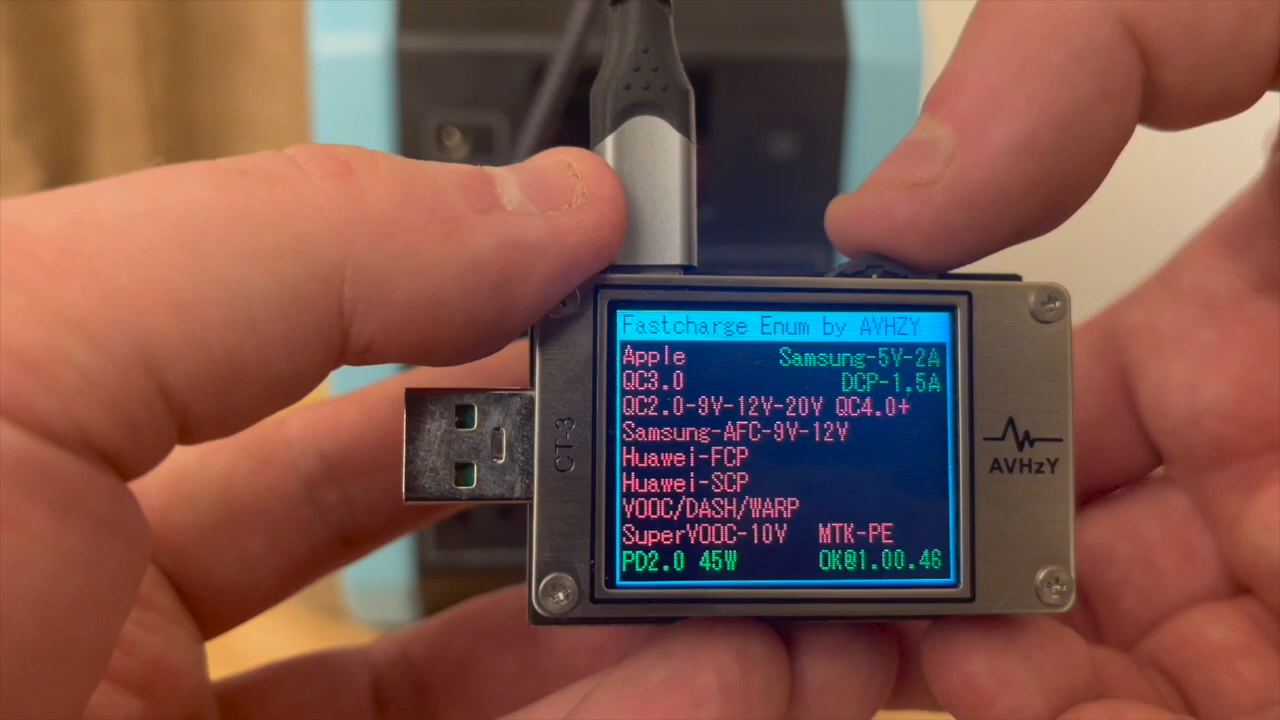 Fastcharge Enum by AVHZY
Apple Samsung-5V-2A
QC3.0 DCP-1.5A
QC2.0-9V-12V-20V QC4.0+
Samsung-AFC-9V-12V
Huawei-FCP
Huawei-SCP
VOOC/DASH/WARP
SuperVOOC-10V MTK-PE
PD2.0 45W OK@1.00.46
CT-3
AVHzY